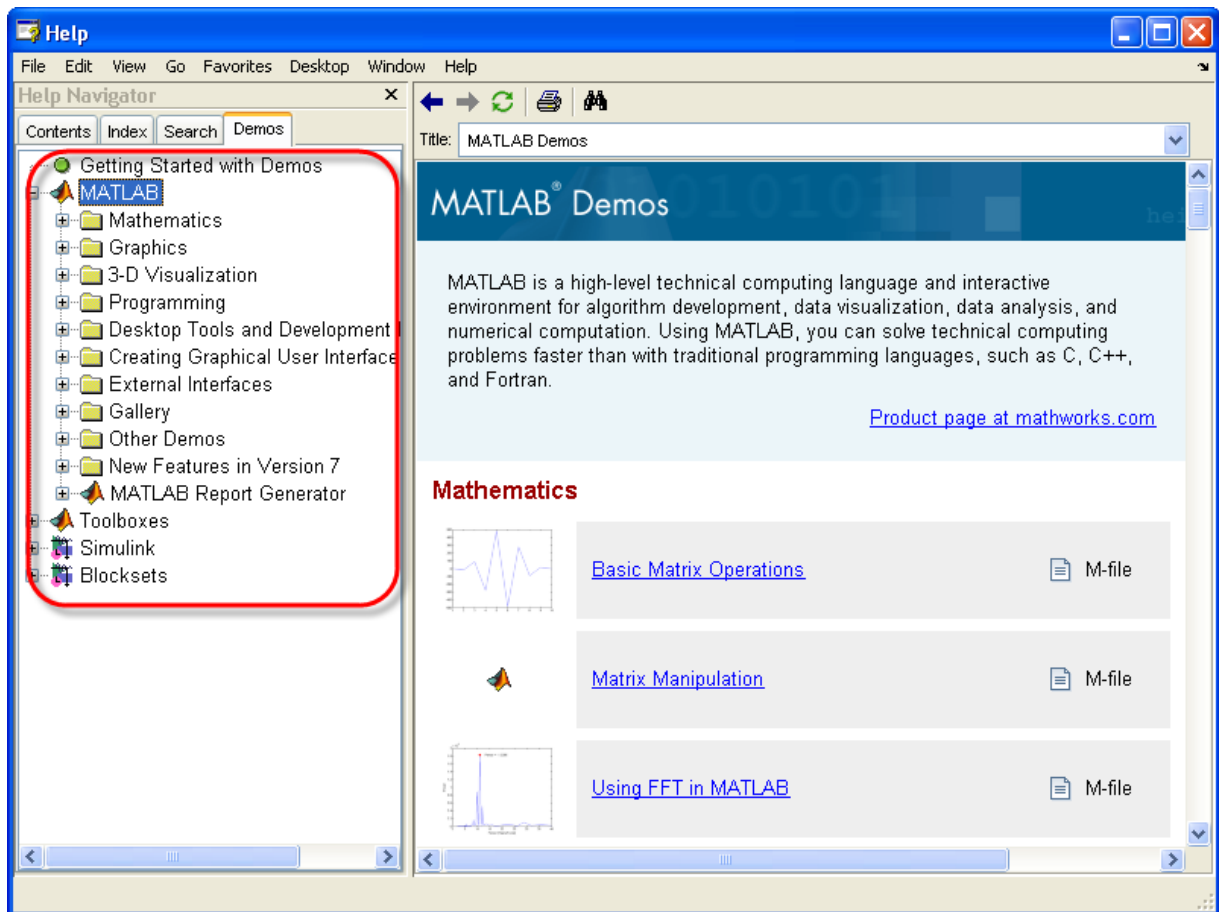 Help
File Edit View Go Favorites Desktop Window Help
Help Navigator
Contents Index Search Demos
Getting Started with Demos
MATLAB
Mathematics
Graphics
3-D Visualization
Programming
Desktop Tools and Development
Creating Graphical User Interface
External Interfaces
Gallery
Other Demos
New Features in Version 7
MATLAB Report Generator
Toolboxes
Simulink
Blocksets
Title: MATLAB Demos
MATLAB® Demos
010101
hei
MATLAB is a high-level technical computing language and interactive
environment for algorithm development, data visualization, data analysis, and
numerical computation. Using MATLAB, you can solve technical computing
problems faster than with traditional programming languages, such as C, C++,
and Fortran.
Product page at mathworks.com
Mathematics
Basic Matrix Operations M-file
Matrix Manipulation M-file
Using FFT in MATLAB M-file